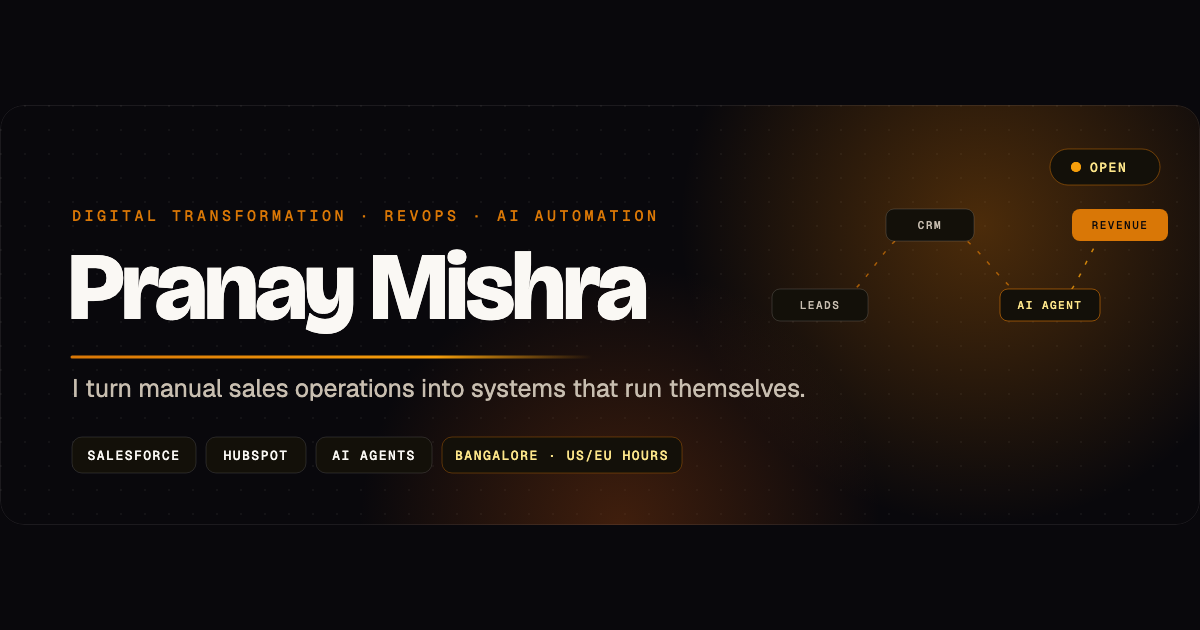 OPEN
DIGITAL TRANSFORMATION · REVOPS · AI AUTOMATION
Pranay Mishra
I turn manual sales operations into systems that run themselves.
SALESFORCE
HUBSPOT
AI AGENTS
BANGALORE · US/EU HOURS
CRM
REVENUE
LEADS
AI AGENT